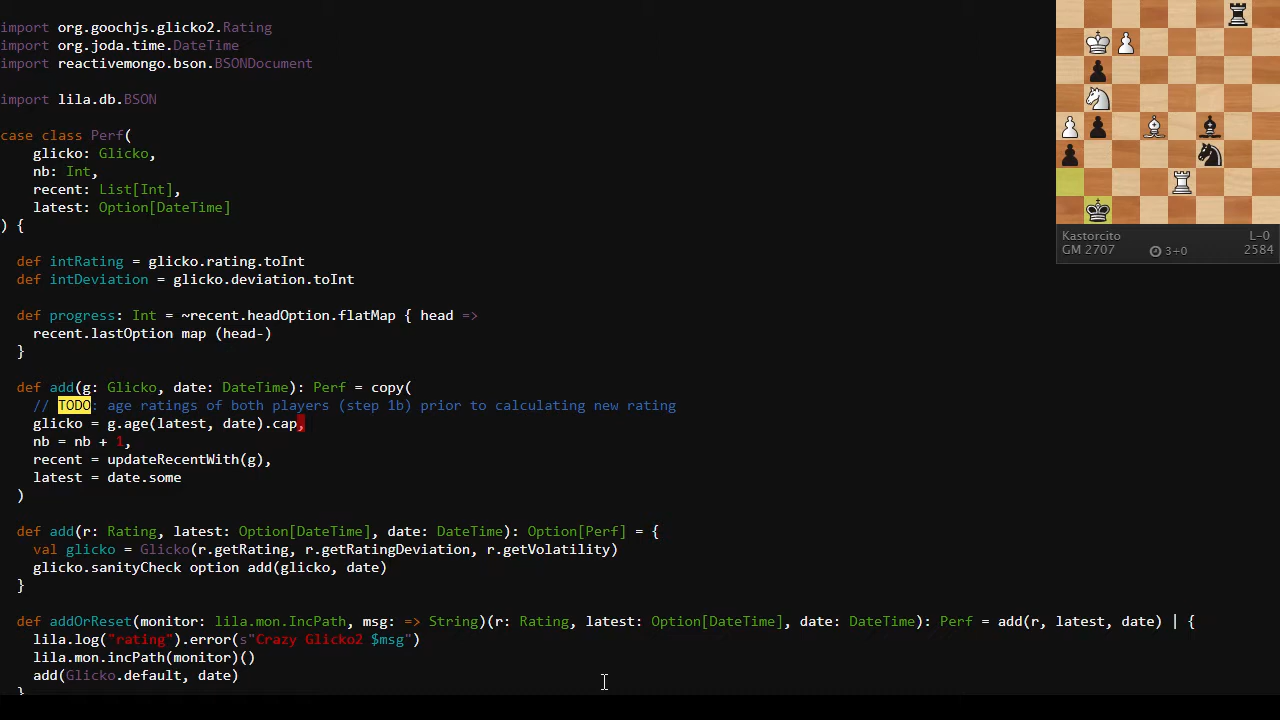 import org.goochjs.glicko2.Rating
import org.joda.time.DateTime
import reactivemongo.bson.BSONDocument
import lila.db.BSON
case class Perf(
glicko: Glicko,
nb: Int,
recent: List[Int],
latest: Option[DateTime]
) {
def intRating = glicko.rating.toInt
def intDeviation = glicko.deviation.toInt
def progress: Int = ~recent.headOption.flatMap { head =>
recent.lastOption map (head-)
}
def add(g: Glicko, date: DateTime): Perf = copy(
// TODO: age ratings of both players (step 1b) prior to calculating new rating
glicko = g.age(latest, date).cap,
nb = nb + 1,
recent = updateRecentWith(g),
latest = date.some
)
def add(r: Rating, latest: Option[DateTime], date: DateTime): Option[Perf] = {
val glicko = Glicko(r.getRating, r.getRatingDeviation, r.getVolatility)
glicko.sanityCheck option add(glicko, date)
}
def addOrReset(monitor: lila.mon.IncPath, msg: => String)(r: Rating, latest: Option[DateTime], date: DateTime): Perf = add(r, latest, date) | {
lila.log("rating").error(s"Crazy Glicko2 $msg")
lila.mon.incPath(monitor)()
add(Glicko.default, date)
}
Kastorcito L-0
GM 2707 3+0 2584